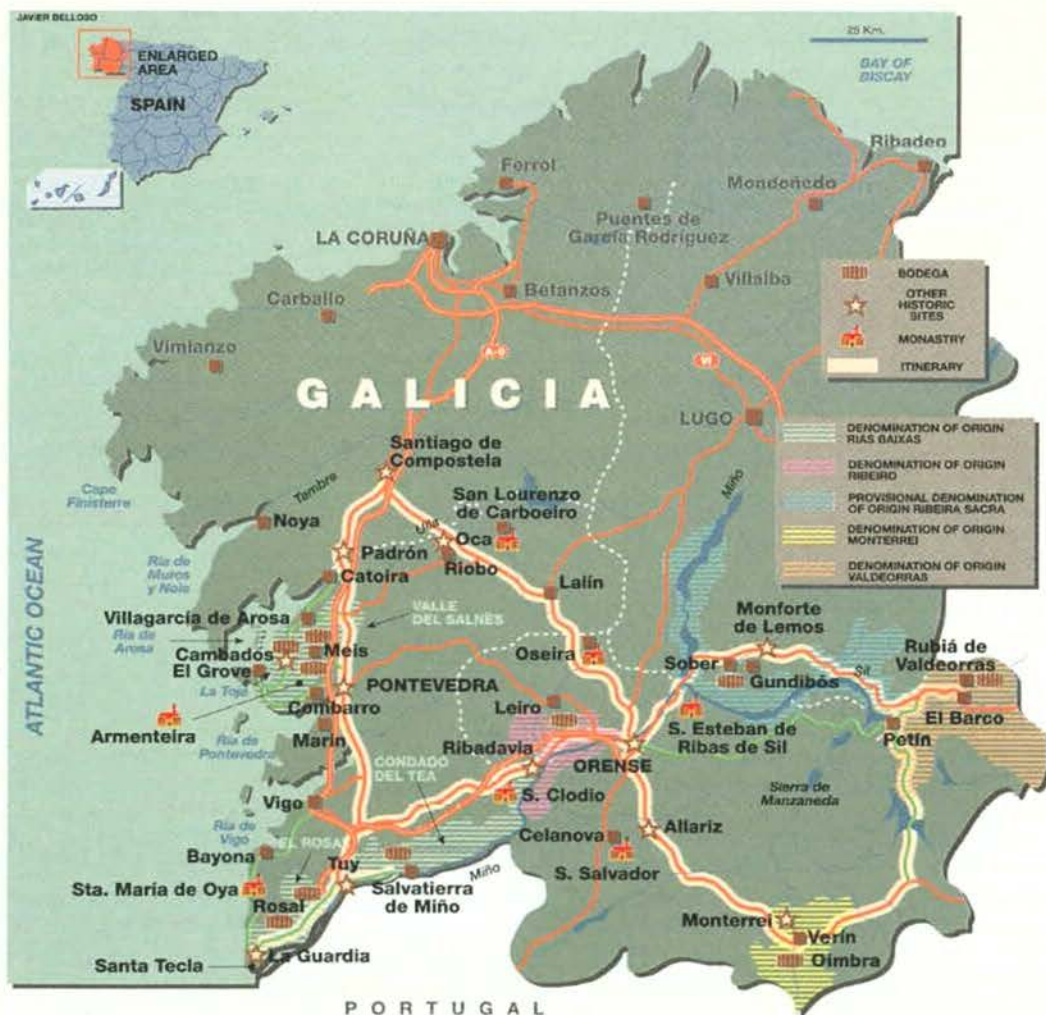 JAVIER BELLOSO
ENLARGED
AREA
SPAIN
25 Km.
BAY OF
BISCAY
Ribadeo
Ferrol
Mondoñedo
Puentes de
García Rodríguez
LA CORUÑA
Villalba
Betanzos
Carballo
Vimianzo
A-9
VI
BODEGA
OTHER
HISTORIC
SITES
MONASTRY
ITINERARY
GALICIA
LUGO
DENOMINATION OF ORIGIN
RIAS BAIXAS
DENOMINATION OF ORIGIN
RIBEIRO
PROVISIONAL DENOMINATION
OF ORIGIN RIBEIRA SACRA
DENOMINATION OF ORIGIN
MONTERREI
DENOMINATION OF ORIGIN
VALDEORRAS
Santiago de
Compostela
Cape
Finisterre
Tambre
Noya
San Lourenzo
de Carboeiro
Ulla
Oca
Miño
Padrón
Riobo
Catoira
Lalín
Ría de
Muros
y Noia
ATLANTIC OCEAN
Villagarcía de Arosa
VALLE
DEL SALNÉS
Ría de
Arosa
Cambados
Meis
El Grove
La Toja
Oseira
Monforte
de Lemos
Sober
Gundibós
Sil
Rubiá de
Valdeorras
PONTEVEDRA
Combarro
Armenteira
Leiro
S. Esteban de
Ribas de Sil
El Barco
Petín
Ría de
Pontevedra
Marin
Ribadavia
ORENSE
CONDADO
DEL TEA
S. Clodio
Sierra de
Manzaneda
Vigo
Ría de
Vigo
Allariz
Celanova
EL ROSAL
Bayona
Tuy
Miño
S. Salvador
Sta. María de Oya
Salvatierra
de Miño
Rosal
Monterrei
Verín
Oimbra
La Guardia
Santa Tecla
PORTUGAL